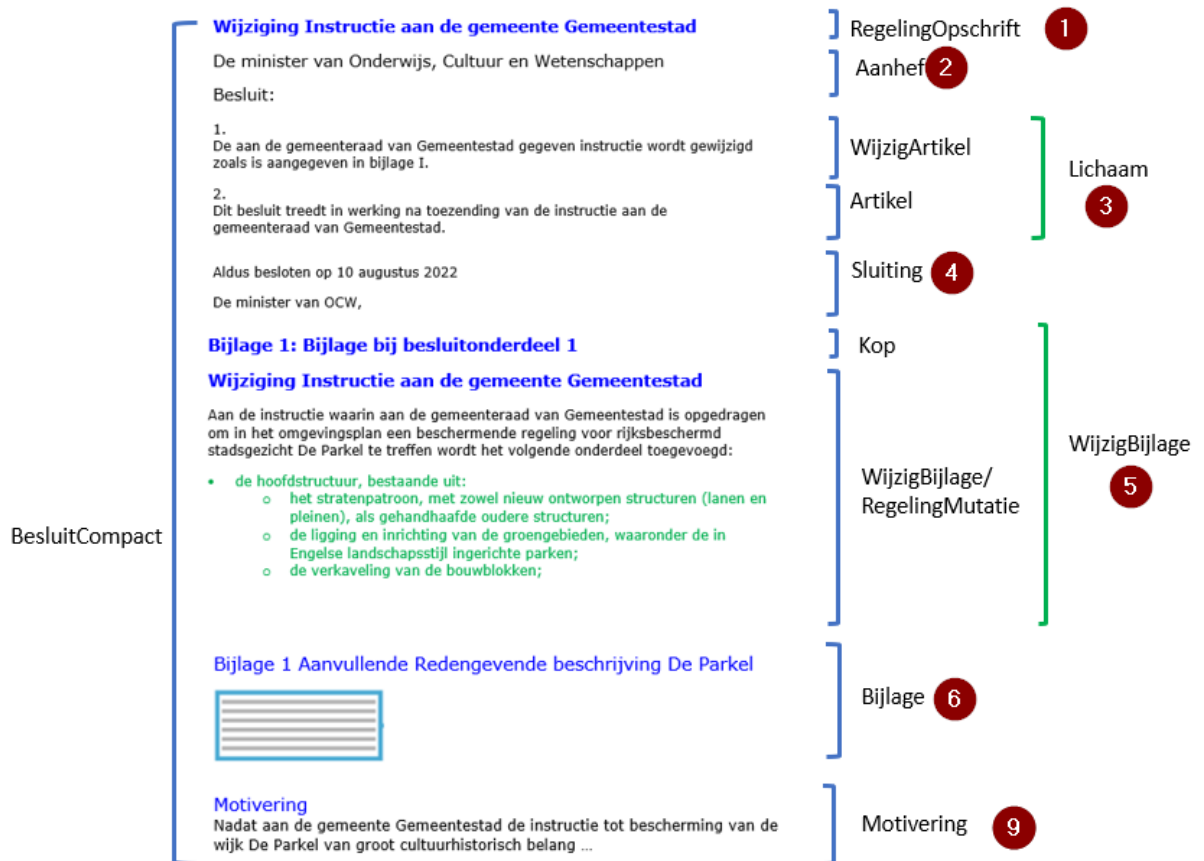 Wijziging Instructie aan de gemeente Gemeentestad
RegelingOpschrift 1
De minister van Onderwijs, Cultuur en Wetenschappen
Aanhef 2
Besluit:
1.
De aan de gemeenteraad van Gemeentestad gegeven instructie wordt gewijzigd
zoals is aangegeven in bijlage I.
WijzigArtikel
Lichaam
3
2.
Dit besluit treedt in werking na toezending van de instructie aan de
gemeenteraad van Gemeentestad.
Artikel
Aldus besloten op 10 augustus 2022
De minister van OCW,
Sluiting 4
Bijlage 1: Bijlage bij besluitonderdeel 1
Kop
Wijziging Instructie aan de gemeente Gemeentestad
Aan de instructie waarin aan de gemeenteraad van Gemeentestad is opgedragen
om in het omgevingsplan een beschermende regeling voor rijksbeschermd
stadsgezicht De Parkel te treffen wordt het volgende onderdeel toegevoegd:
• de hoofdstructuur, bestaande uit:
o het stratenpatroon, met zowel nieuw ontworpen structuren (lanen en
pleinen), als gehandhaafde oudere structuren;
o de ligging en inrichting van de groengebieden, waaronder de in
Engelse landschapsstijl ingerichte parken;
o de verkaveling van de bouwblokken;
WijzigBijlage/
RegelingMutatie
WijzigBijlage
5
BesluitCompact
Bijlage 1 Aanvullende Redengevende beschrijving De Parkel
Bijlage 6
Motivering
Nadat aan de gemeente Gemeentestad de instructie tot bescherming van de
wijk De Parkel van groot cultuurhistorisch belang ...
Motivering 9